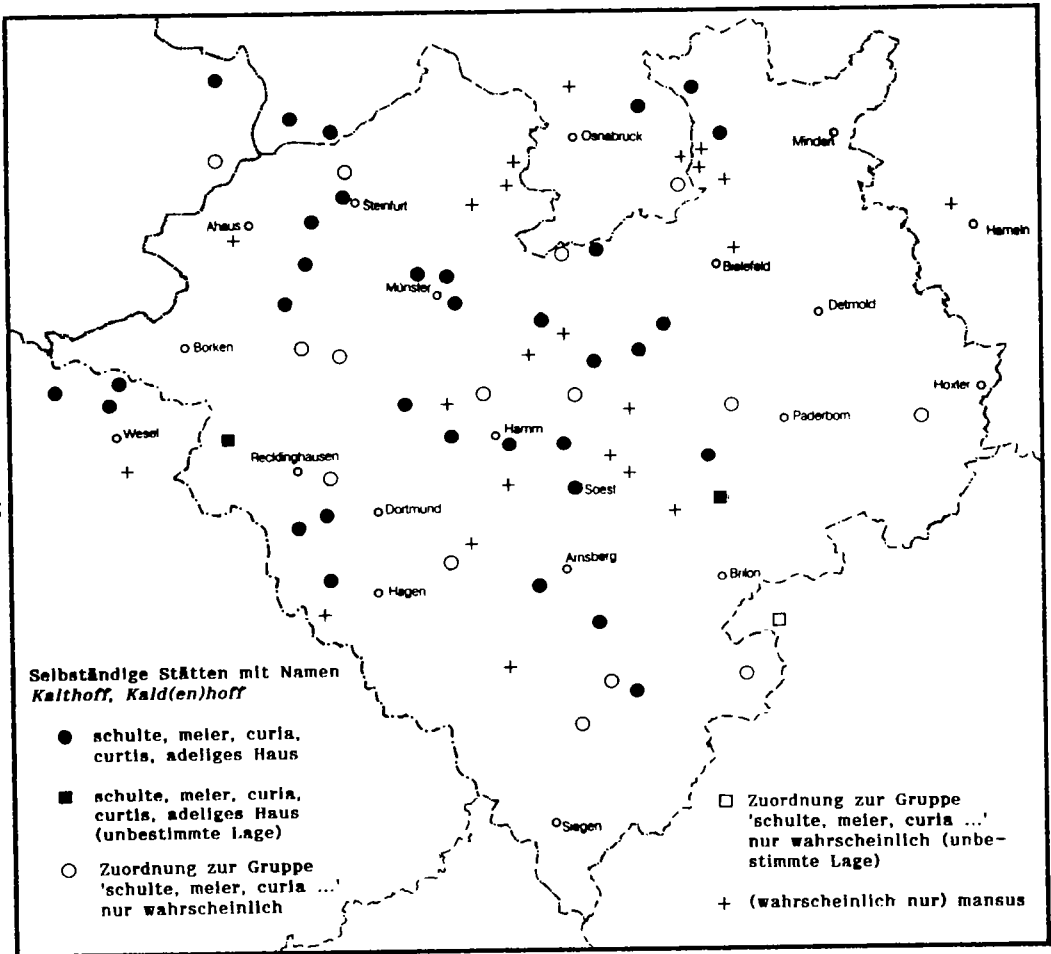 Osnabruck
Minden
Steinfurt
Ahaus
Hameln
Bielefeld
Münster
Detmold
Borken
Hoxter
Paderborn
Wesel
Hamm
Recklinghausen
Soest
Dortmund
Arnsberg
Brilon
Hagen
Siegen
Selbständige Stätten mit Namen
Kalthoff, Kald(en)hoff
schulte, meier, curia,
curtis, adeliges Haus
schulte, meier, curia,
curtis, adeliges Haus
(unbestimmte Lage)
Zuordnung zur Gruppe
'schulte, meier, curia ...'
nur wahrscheinlich
Zuordnung zur Gruppe
'schulte, meier, curia ...'
nur wahrscheinlich (unbe-
stimmte Lage)
+ (wahrscheinlich nur) mansus